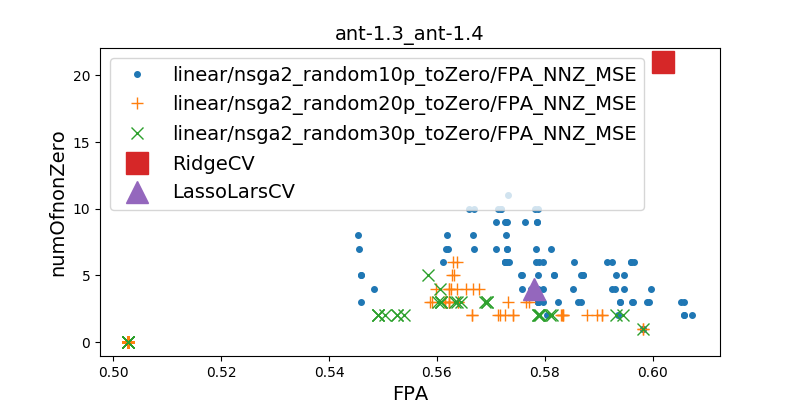 ant-1.3_ant-1.4
linear/nsga2_random10p_toZero/FPA_NNZ_MSE
linear/nsga2_random20p_toZero/FPA_NNZ_MSE
linear/nsga2_random30p_toZero/FPA_NNZ_MSE
RidgeCV
LassoLarsCV
numOfnonZero
20
15
10
5
0
0.50 0.52 0.54 0.56 0.58 0.60
FPA